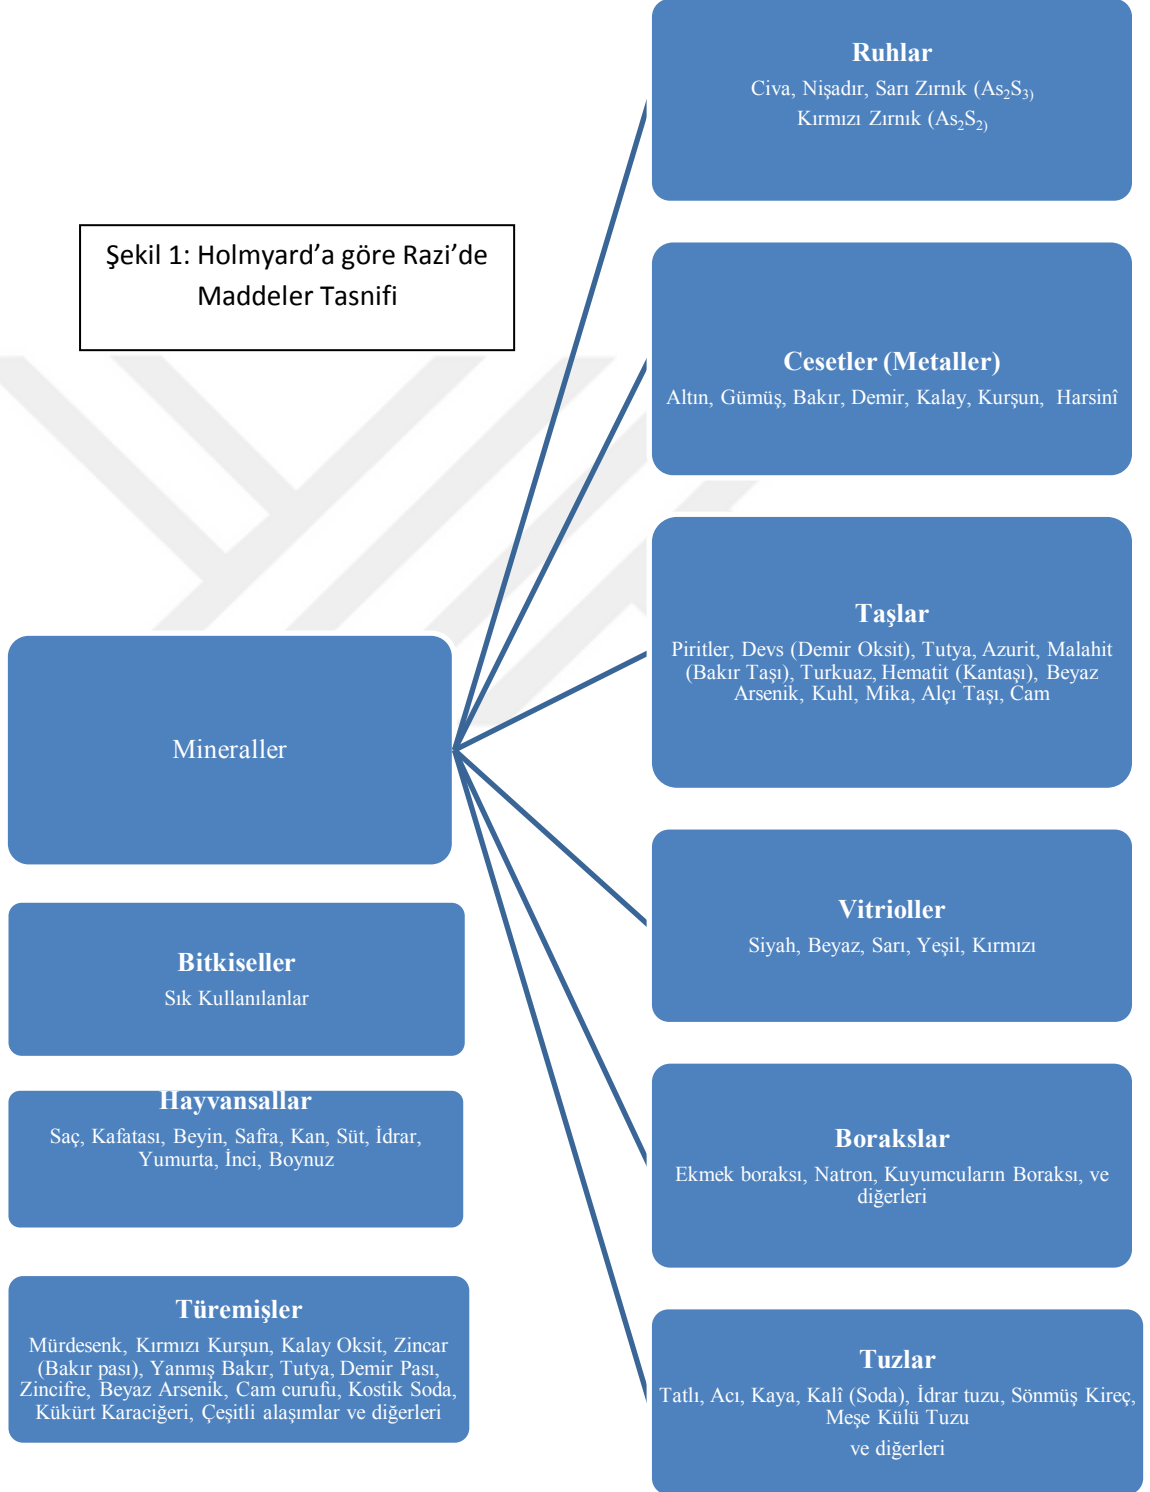 Ruhlar
Civa, Nişadır, Sarı Zırnık (As₂S₃)
Kırmızı Zırnık (As₂S₂)
Şekil 1: Holmyard’a göre Razi’de
Maddeler Tasnifi
Cesetler (Metaller)
Altın, Gümüş, Bakır, Demir, Kalay, Kurşun, Harsinî
Taşlar
Piritler, Devs (Demir Oksit), Tutya, Azurit, Malahit
(Bakır Taşı), Turkuaz, Hematit (Kantaşı), Beyaz
Arsenik, Kuhl, Mika, Alçı Taşı, Cam
Mineraller
Vitrioller
Siyah, Beyaz, Sarı, Yeşil, Kırmızı
Bitkiseller
Sık Kullanılanlar
Hayvansallar
Saç, Kafatası, Beyin, Safra, Kan, Süt, İdrar,
Yumurta, İnci, Boynuz
Borakslar
Ekmek boraksı, Natron, Kuyumcuların Boraksı, ve
diğerleri
Türemişler
Mürdesenk, Kırmızı Kurşun, Kalay Oksit, Zincar
(Bakır pası), Yanmış Bakır, Tutya, Demir Pası,
Zincifre, Beyaz Arsenik, Cam curufu, Kostik Soda,
Kükürt Karaciğeri, Çeşitli alaşımlar ve diğerleri
Tuzlar
Tatlı, Acı, Kaya, Kalî (Soda), İdrar tuzu, Sönmüş Kireç,
Meşe Külü Tuzu
ve diğerleri